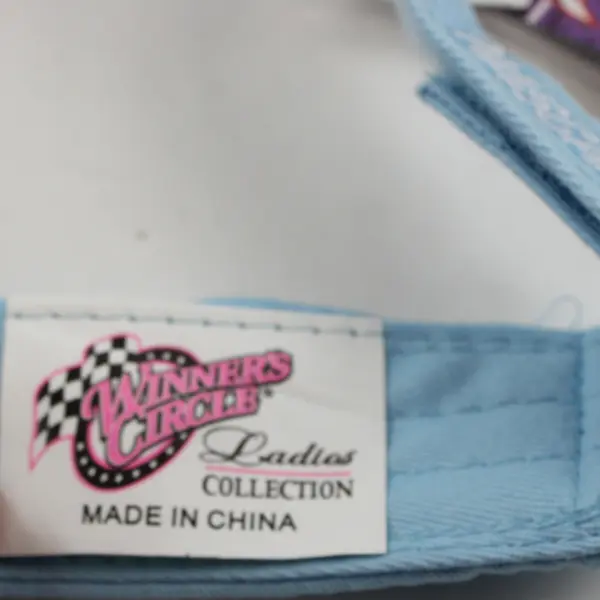 WINNER'S
CIRCLE
Ladies
COLLECTION
MADE IN CHINA